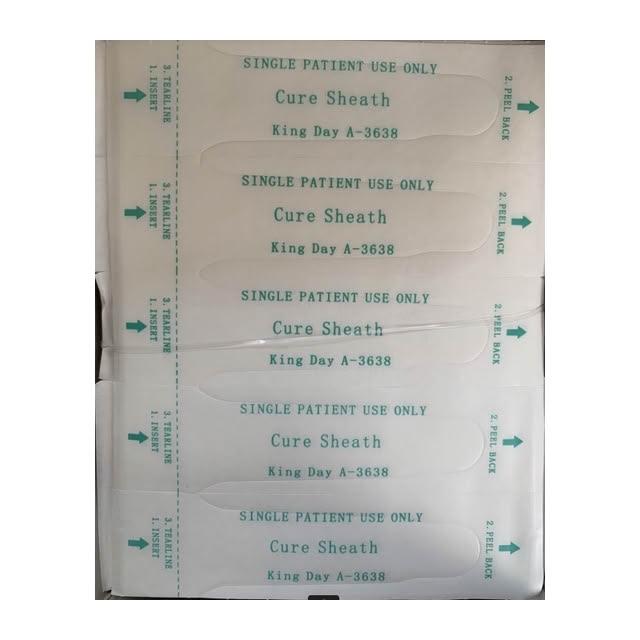 3. TEARLINE
1. INSERT
SINGLE PATIENT USE ONLY
Cure Sheath
King Day A-3638
2. PEEL BACK
3. TEARLINE
1. INSERT
SINGLE PATIENT USE ONLY
Cure Sheath
King Day A-3638
2. PEEL BACK
3. TEARLINE
1. INSERT
SINGLE PATIENT USE ONLY
Cure Sheath
King Day A-3638
2. PEEL BACK
3. TEARLINE
1. INSERT
SINGLE PATIENT USE ONLY
Cure Sheath
King Day A-3638
2. PEEL BACK
3. TEARLINE
1. INSERT
SINGLE PATIENT USE ONLY
Cure Sheath
King Day A-3638
2. PEEL BACK